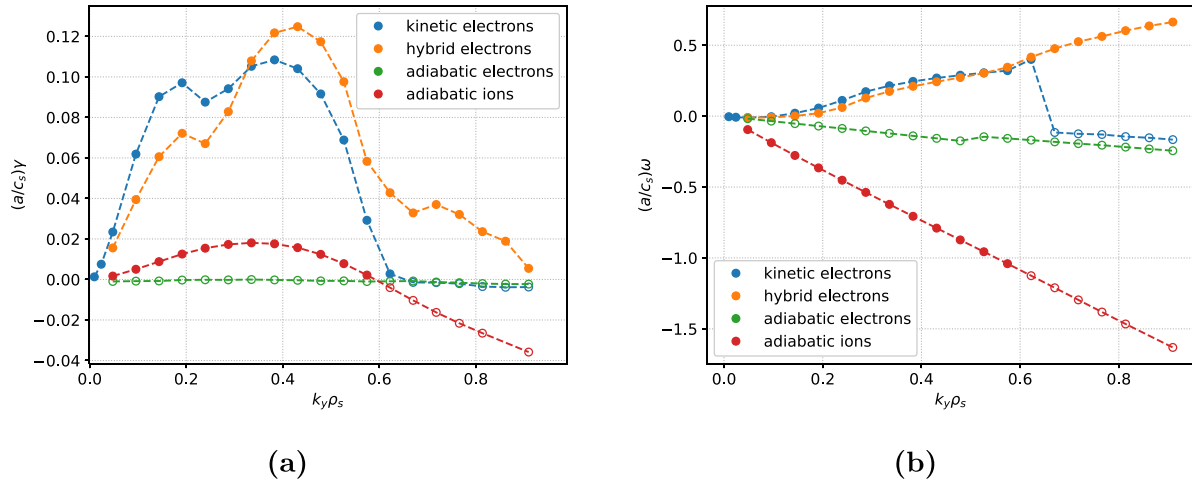 0.12
0.10
0.08
0.06
0.04
0.02
0.00
−0.02
−0.04
(a/c_s)γ
0.0
0.2
0.4
0.6
0.8
k_yρ_s
kinetic electrons
hybrid electrons
adiabatic electrons
adiabatic ions
(a)
0.5
0.0
−0.5
−1.0
−1.5
(a/c_s)ω
0.0
0.2
0.4
0.6
0.8
k_yρ_s
kinetic electrons
hybrid electrons
adiabatic electrons
adiabatic ions
(b)